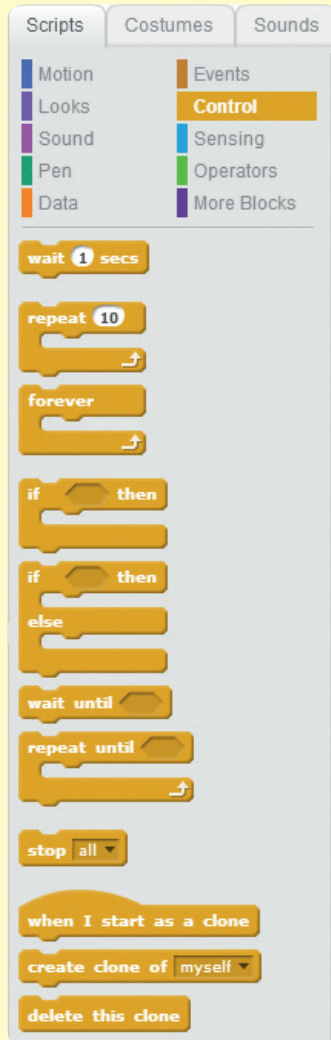 Scripts Costumes Sounds
Motion Events
Looks Control
Sound Sensing
Pen Operators
Data More Blocks
wait 1 secs
repeat 10
forever
if then
if then
else
wait until
repeat until
stop all
when I start as a clone
create clone of myself
delete this clone